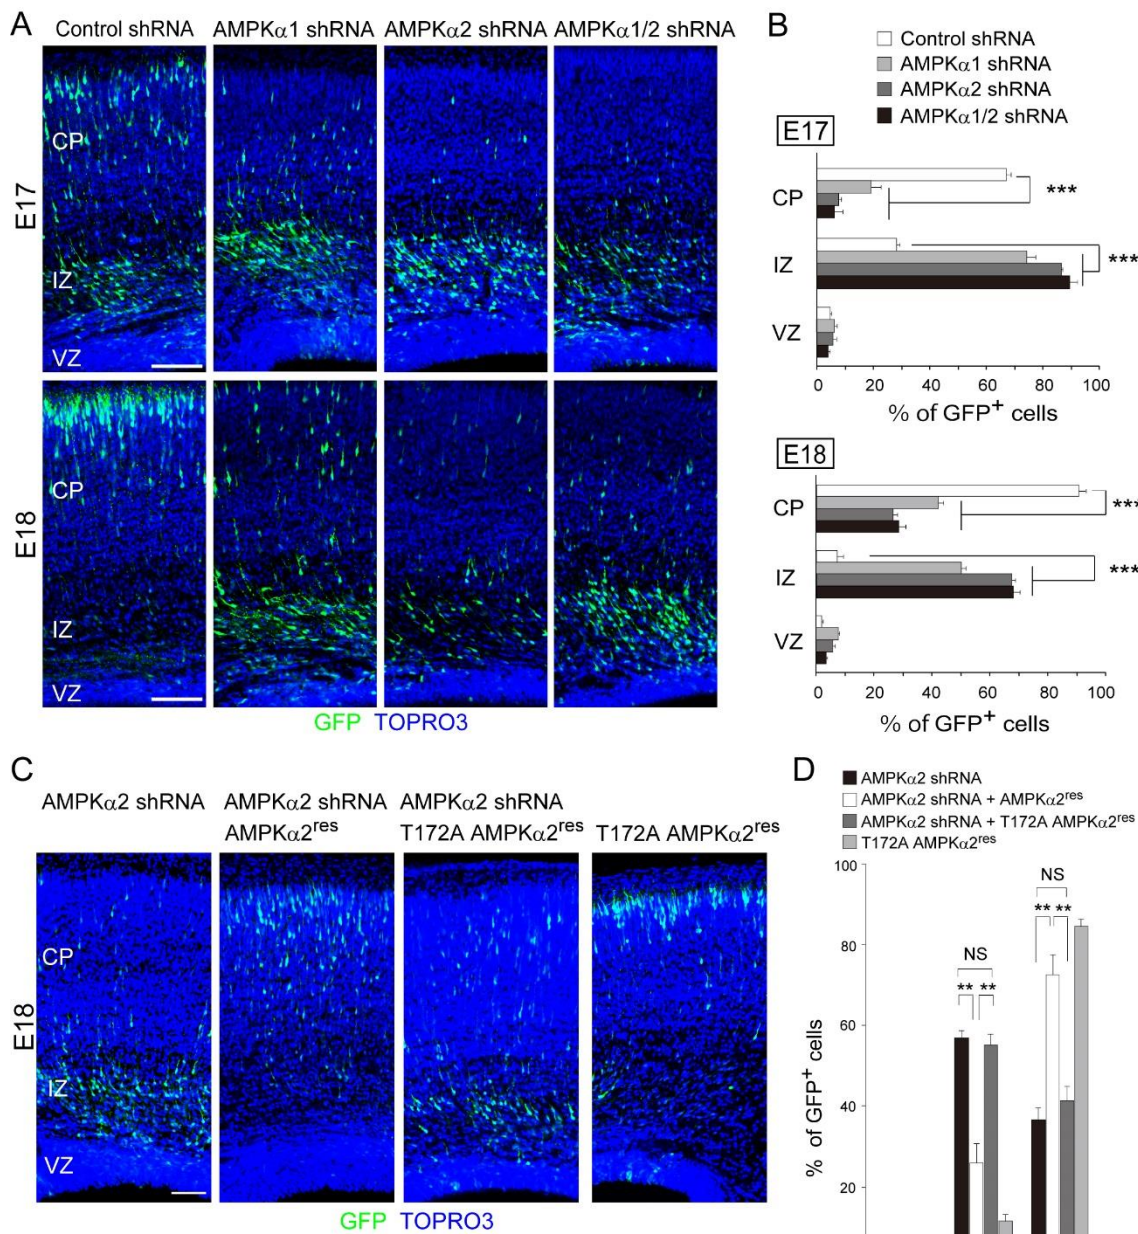 A
Control shRNA AMPKα1 shRNA AMPKα2 shRNA AMPKα1/2 shRNA
E17
CP
IZ
VZ
E18
CP
IZ
VZ
GFP TOPRO3
B
Control shRNA
AMPKα1 shRNA
AMPKα2 shRNA
AMPKα1/2 shRNA
E17
CP
***
IZ
***
VZ
0 20 40 60 80 100
% of GFP+ cells
E18
CP
***
IZ
***
VZ
0 20 40 60 80 100
% of GFP+ cells
C
AMPKα2 shRNA
AMPKα2 shRNA
AMPKα2res
AMPKα2 shRNA
T172A AMPKα2res
T172A AMPKα2res
E18
CP
IZ
VZ
GFP TOPRO3
D
AMPKα2 shRNA
AMPKα2 shRNA + AMPKα2res
AMPKα2 shRNA + T172A AMPKα2res
T172A AMPKα2res
100
NS
** **
80
NS
** **
60
40
20
% of GFP+ cells